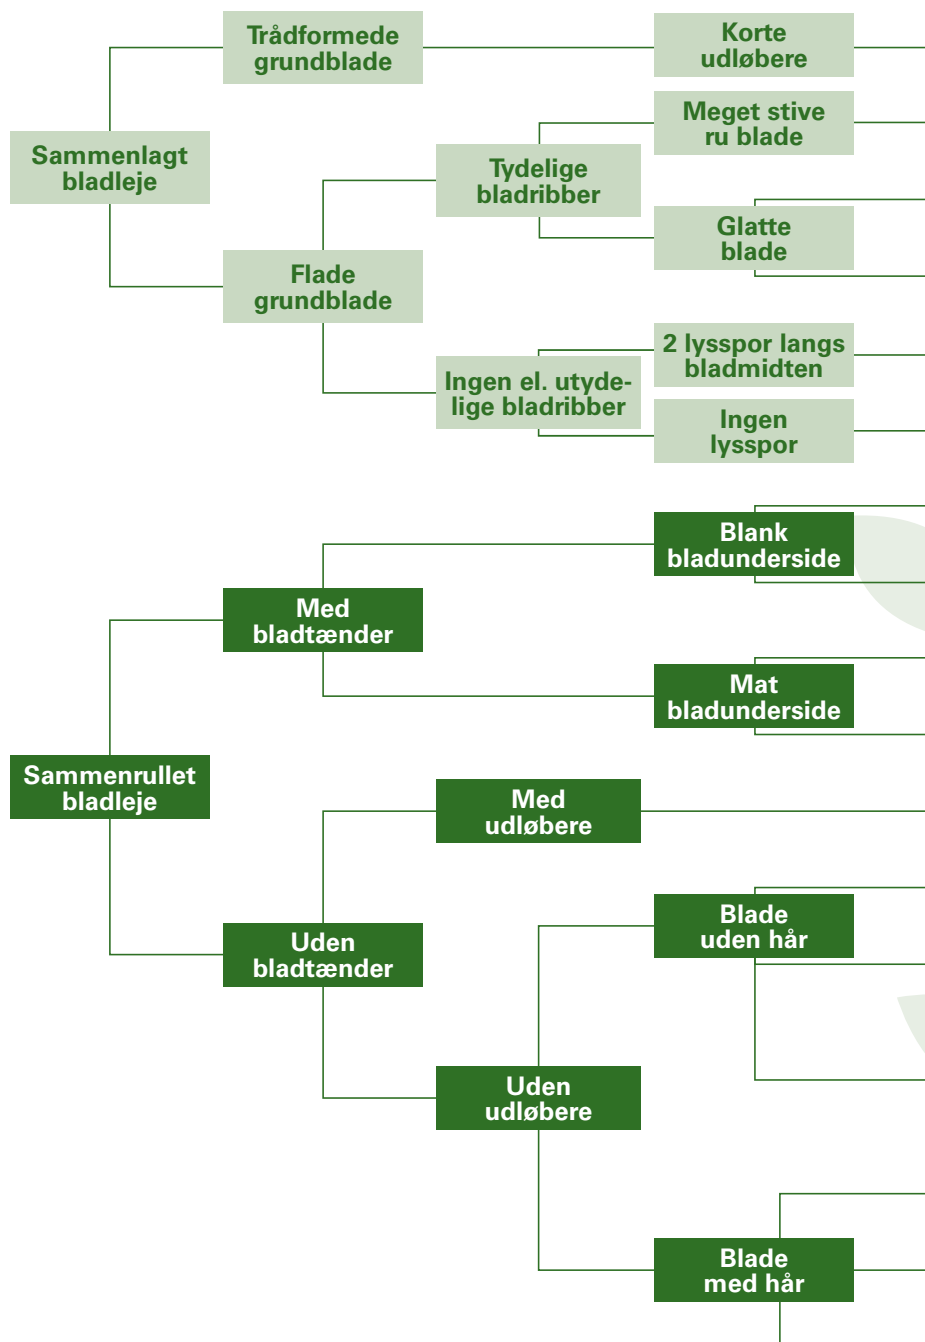 Trådformede
grundblade
Korte
udløbere
Meget stive
ru blade
Sammenlagt
bladleje
Tydelige
bladribber
Glatte
blade
Flade
grundblade
2 lysspor langs
bladmidten
Ingen el. utyde-
lige bladribber
Ingen
lysspor
Blank
bladunderside
Med
bladtænder
Mat
bladunderside
Sammenrullet
bladleje
Med
udløbere
Blade
uden hår
Uden
bladtænder
Uden
udløbere
Blade
med hår